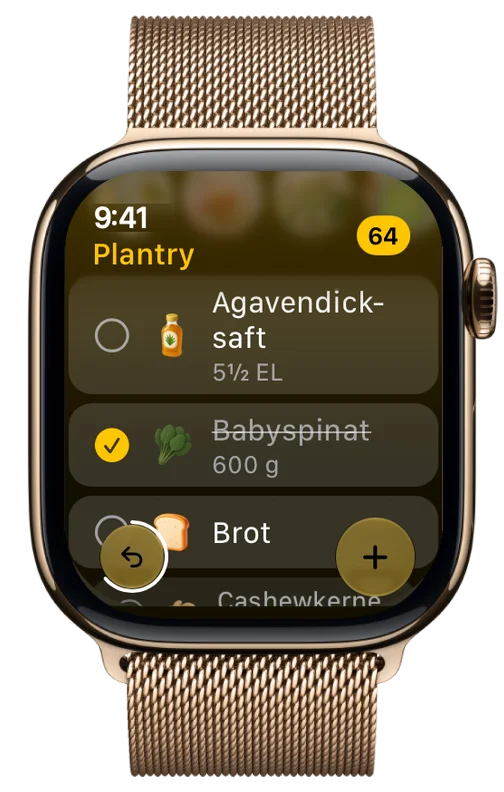 9:41
Plantry
64
Agavendick-
saft
5½ EL
Babyspinat
600 g
Brot
Cashewkerne